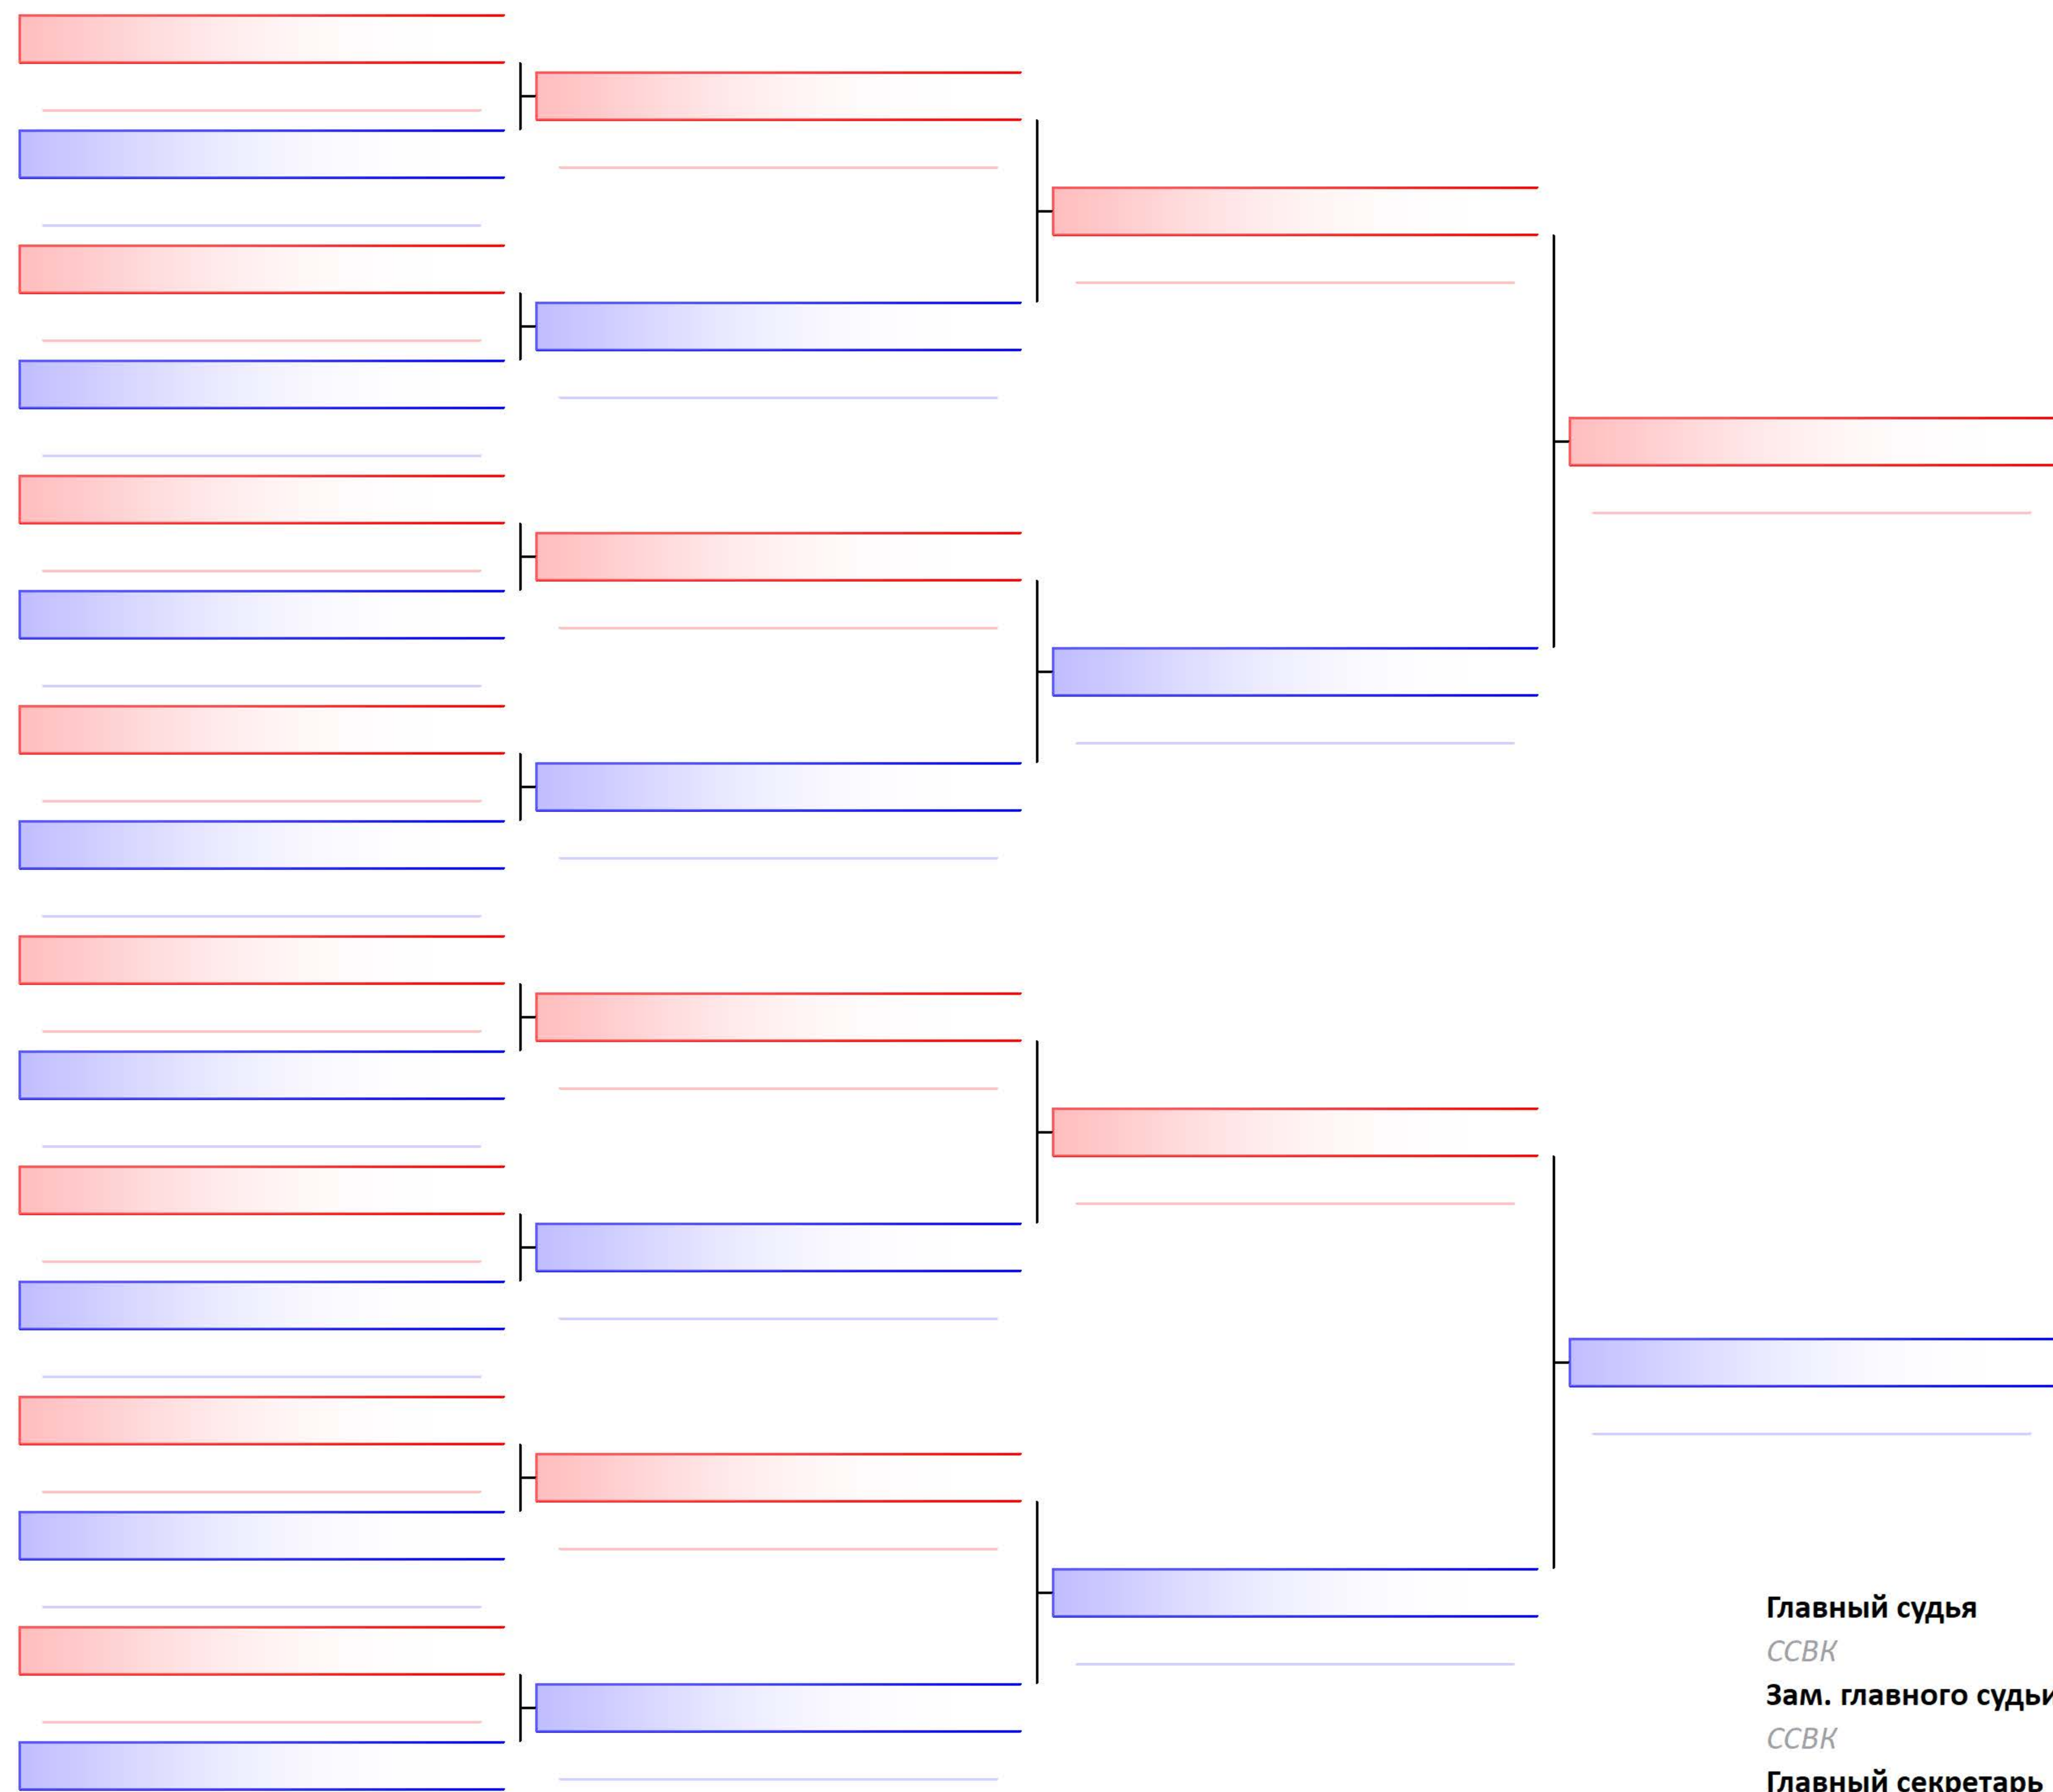 Главный судья
ССВК
Зам. главного судьи
ССВК
Главный секретарь